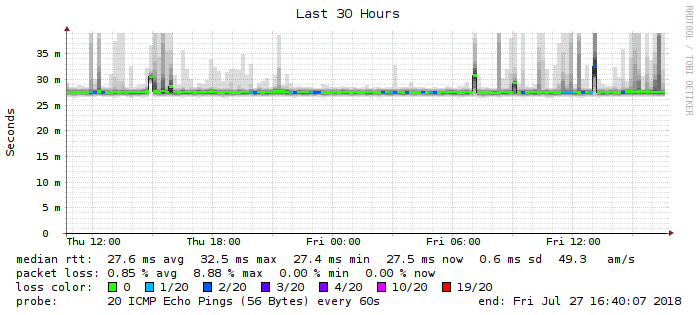 Last 30 Hours
RRDTOOL / TOBI OETIKER
Seconds
35 m
30 m
25 m
20 m
15 m
10 m
5 m
0
Thu 12:00 Thu 18:00 Fri 00:00 Fri 06:00 Fri 12:00
median rtt: 27.6 ms avg 32.5 ms max 27.4 ms min 27.5 ms now 0.6 ms sd 49.3 am/s
packet loss: 0.85 % avg 8.88 % max 0.00 % min 0.00 % now
loss color: 0 1/20 2/20 3/20 4/20 10/20 19/20
probe: 20 ICMP Echo Pings (56 Bytes) every 60s end: Fri Jul 27 16:40:07 2018